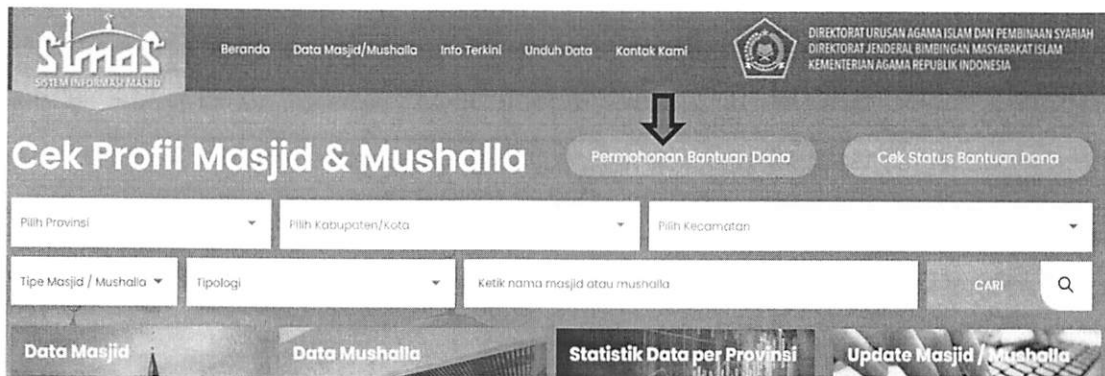 Simas
SISTEM INFORMASI MASJID
Beranda Data Masjid/Mushalla Info Terkini Unduh Data Kontak Kami
DIREKTORAT URUSAN AGAMA ISLAM DAN PEMBINAAN SYARIAH
DIREKTORAT JENDERAL BIMBINGAN MASYARAKAT ISLAM
KEMENTERIAN AGAMA REPUBLIK INDONESIA
Cek Profil Masjid & Mushalla
Permohonan Bantuan Dana
Cek Status Bantuan Dana
Pilih Provinsi
Pilih Kabupaten/Kota
Pilih Kecamatan
Tipe Masjid / Mushalla
Tipologi
Ketik nama masjid atau mushalla
CARI
Data Masjid
Data Mushalla
Statistik Data per Provinsi
Update Masjid / Mushalla